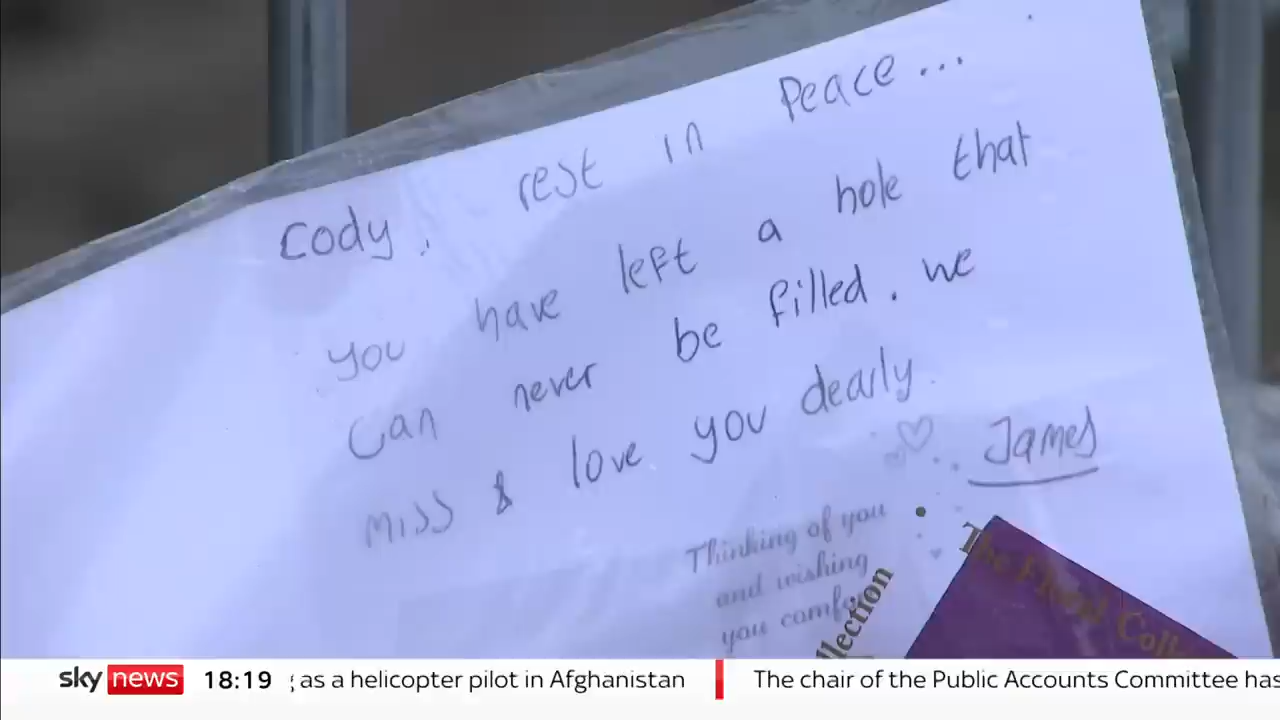 rest in Peace...
Cody,
You have left a hole that
can never be filled. we
miss & love you dearly.
James
Thinking of you
and wishing
you comfo
The Floral Coll
llection
sky news 18:19 ; as a helicopter pilot in Afghanistan The chair of the Public Accounts Committee has